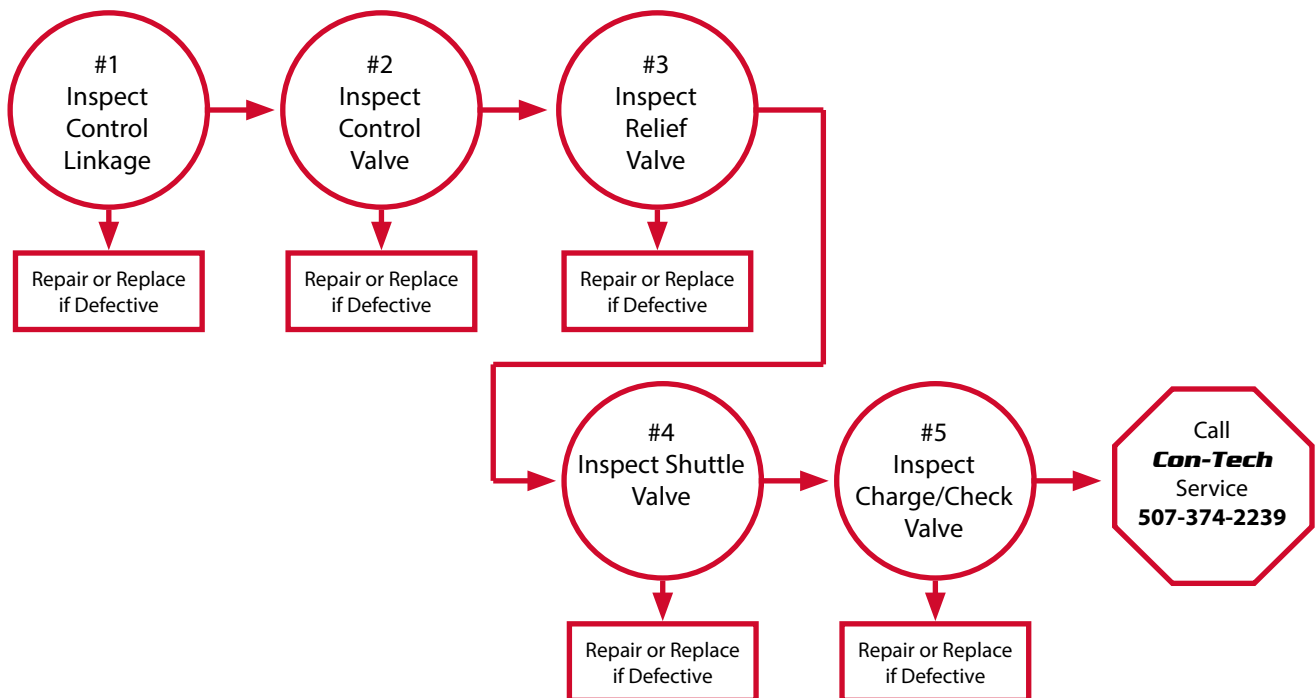 #1
Inspect
Control
Linkage
#2
Inspect
Control
Valve
#3
Inspect
Relief
Valve
Repair or Replace
if Defective
Repair or Replace
if Defective
Repair or Replace
if Defective
#4
Inspect Shuttle
Valve
#5
Inspect
Charge/Check
Valve
Call
Con-Tech
Service
507-374-2239
Repair or Replace
if Defective
Repair or Replace
if Defective